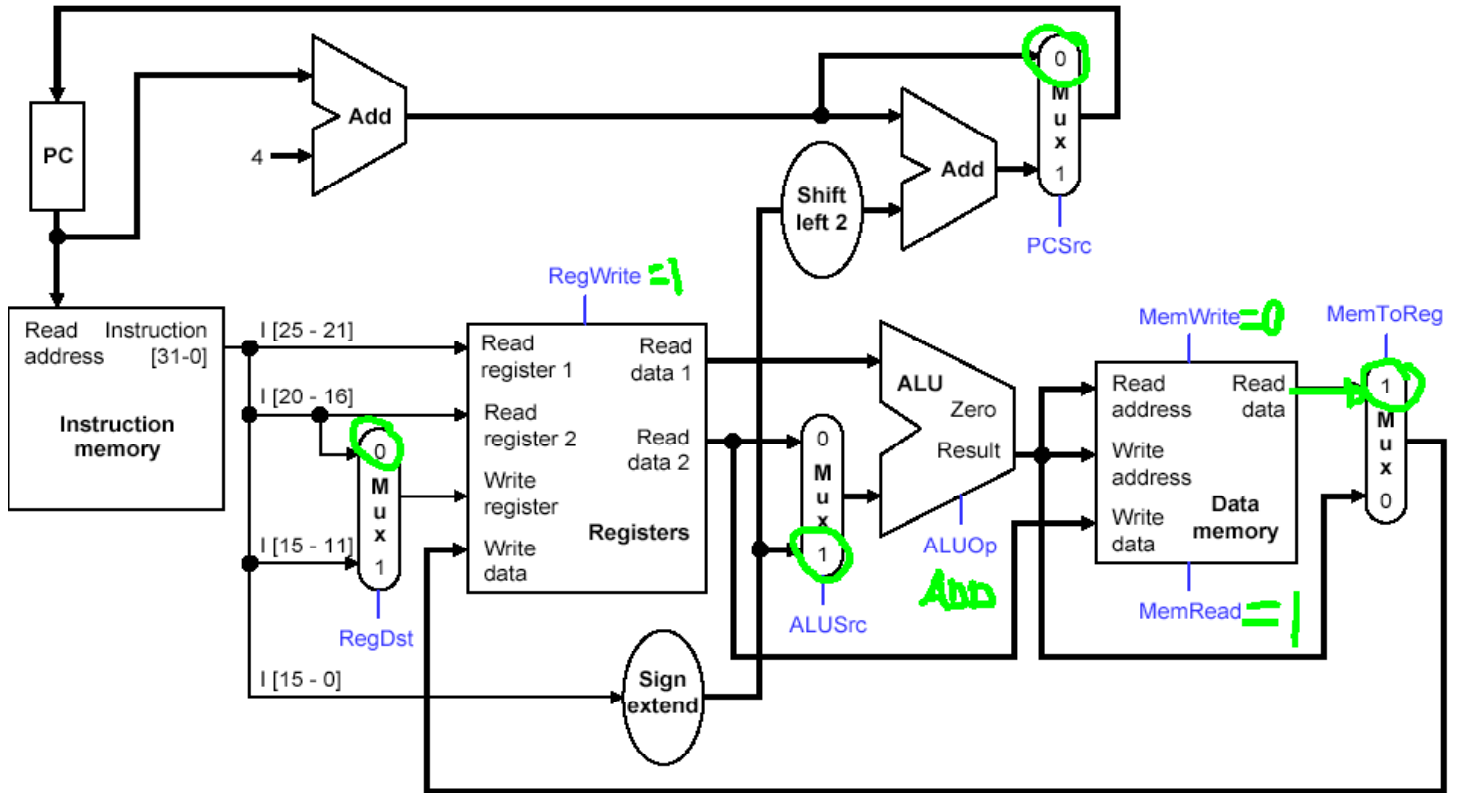 PC
4
Add
Shift
left 2
Add
0
M
u
x
1
PCSrc
Read
address
Instruction
[31-0]
Instruction
memory
I [25 - 21]
I [20 - 16]
I [15 - 11]
I [15 - 0]
0
M
u
x
1
RegDst
RegWrite =1
Read
register 1
Read
register 2
Write
register
Write
data
Read
data 1
Read
data 2
Registers
Sign
extend
0
M
u
x
1
ALUSrc
ALU
Zero
Result
ALUOp
ADD
MemWrite =0
Read
address
Write
address
Write
data
Read
data
Data
memory
MemRead =1
MemToReg
1
M
u
x
0